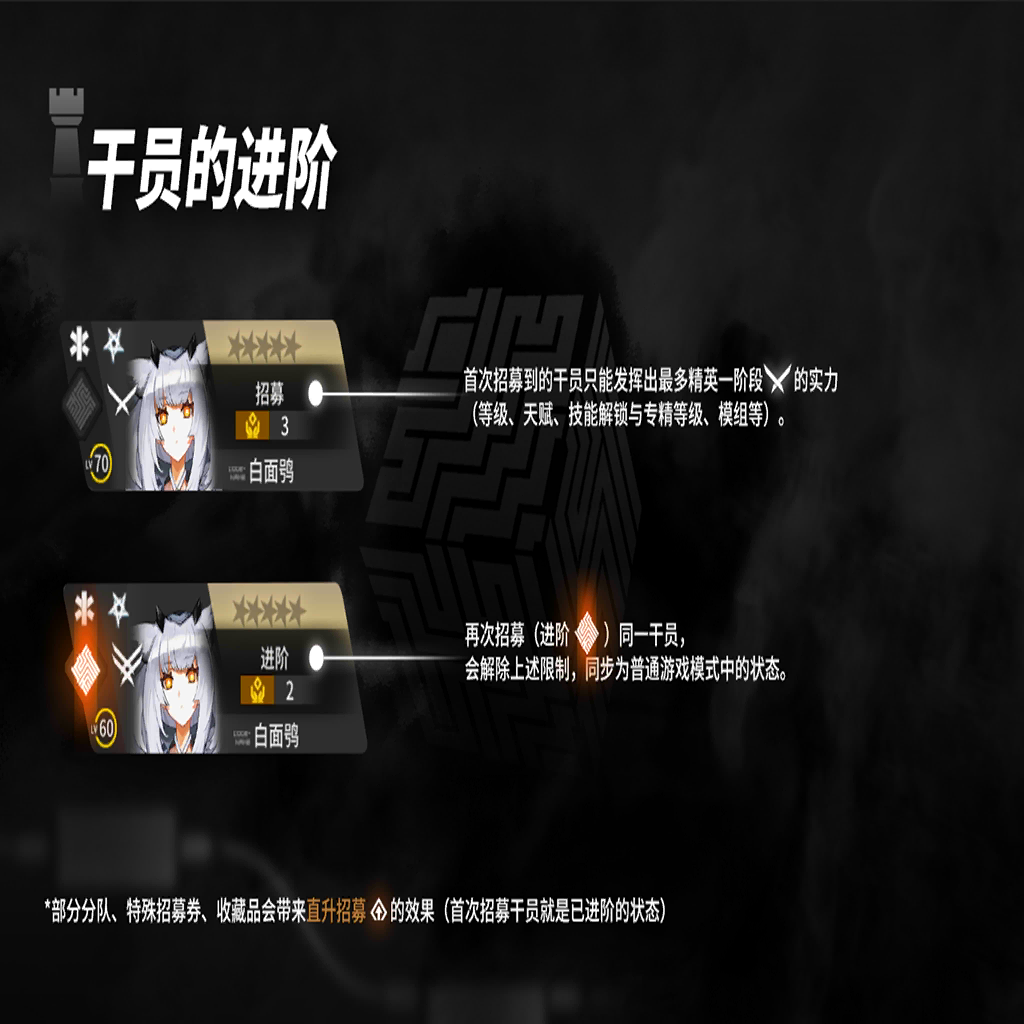 干员的进阶
招募
3
LV 70
白面鸮
首次招募到的干员只能发挥出最多精英一阶段的实力
（等级、天赋、技能解锁与专精等级、模组等）。
进阶
2
LV 60
白面鸮
再次招募（进阶）同一干员，
会解除上述限制，同步为普通游戏模式中的状态。
*部分分队、特殊招募券、收藏品会带来直升招募的效果（首次招募干员就是已进阶的状态）